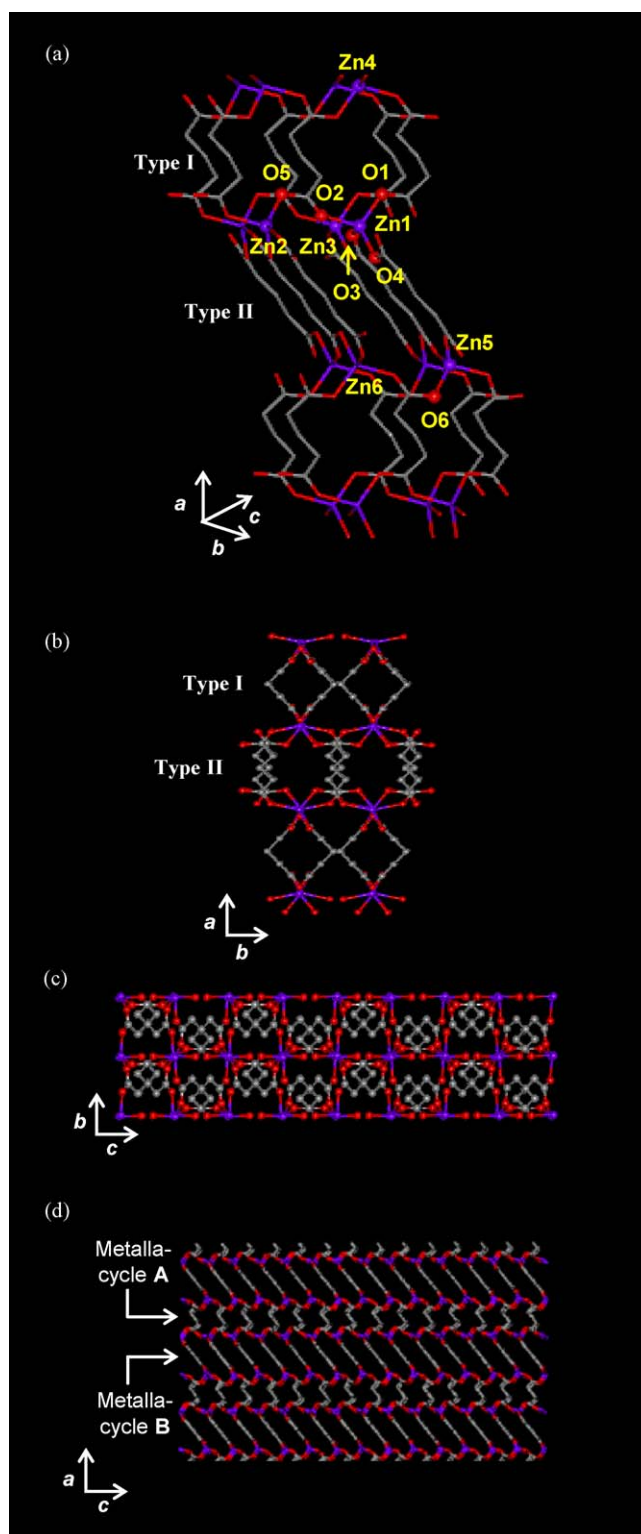 (a)
Zn4
Type I
O5
O1
O2
Zn1
Zn2
Zn3
O4
O3
Type II
Zn5
Zn6
O6
a
c
b
(b)
Type I
Type II
a
b
(c)
b
c
(d)
Metalla-
cycle A
Metalla-
cycle B
a
c